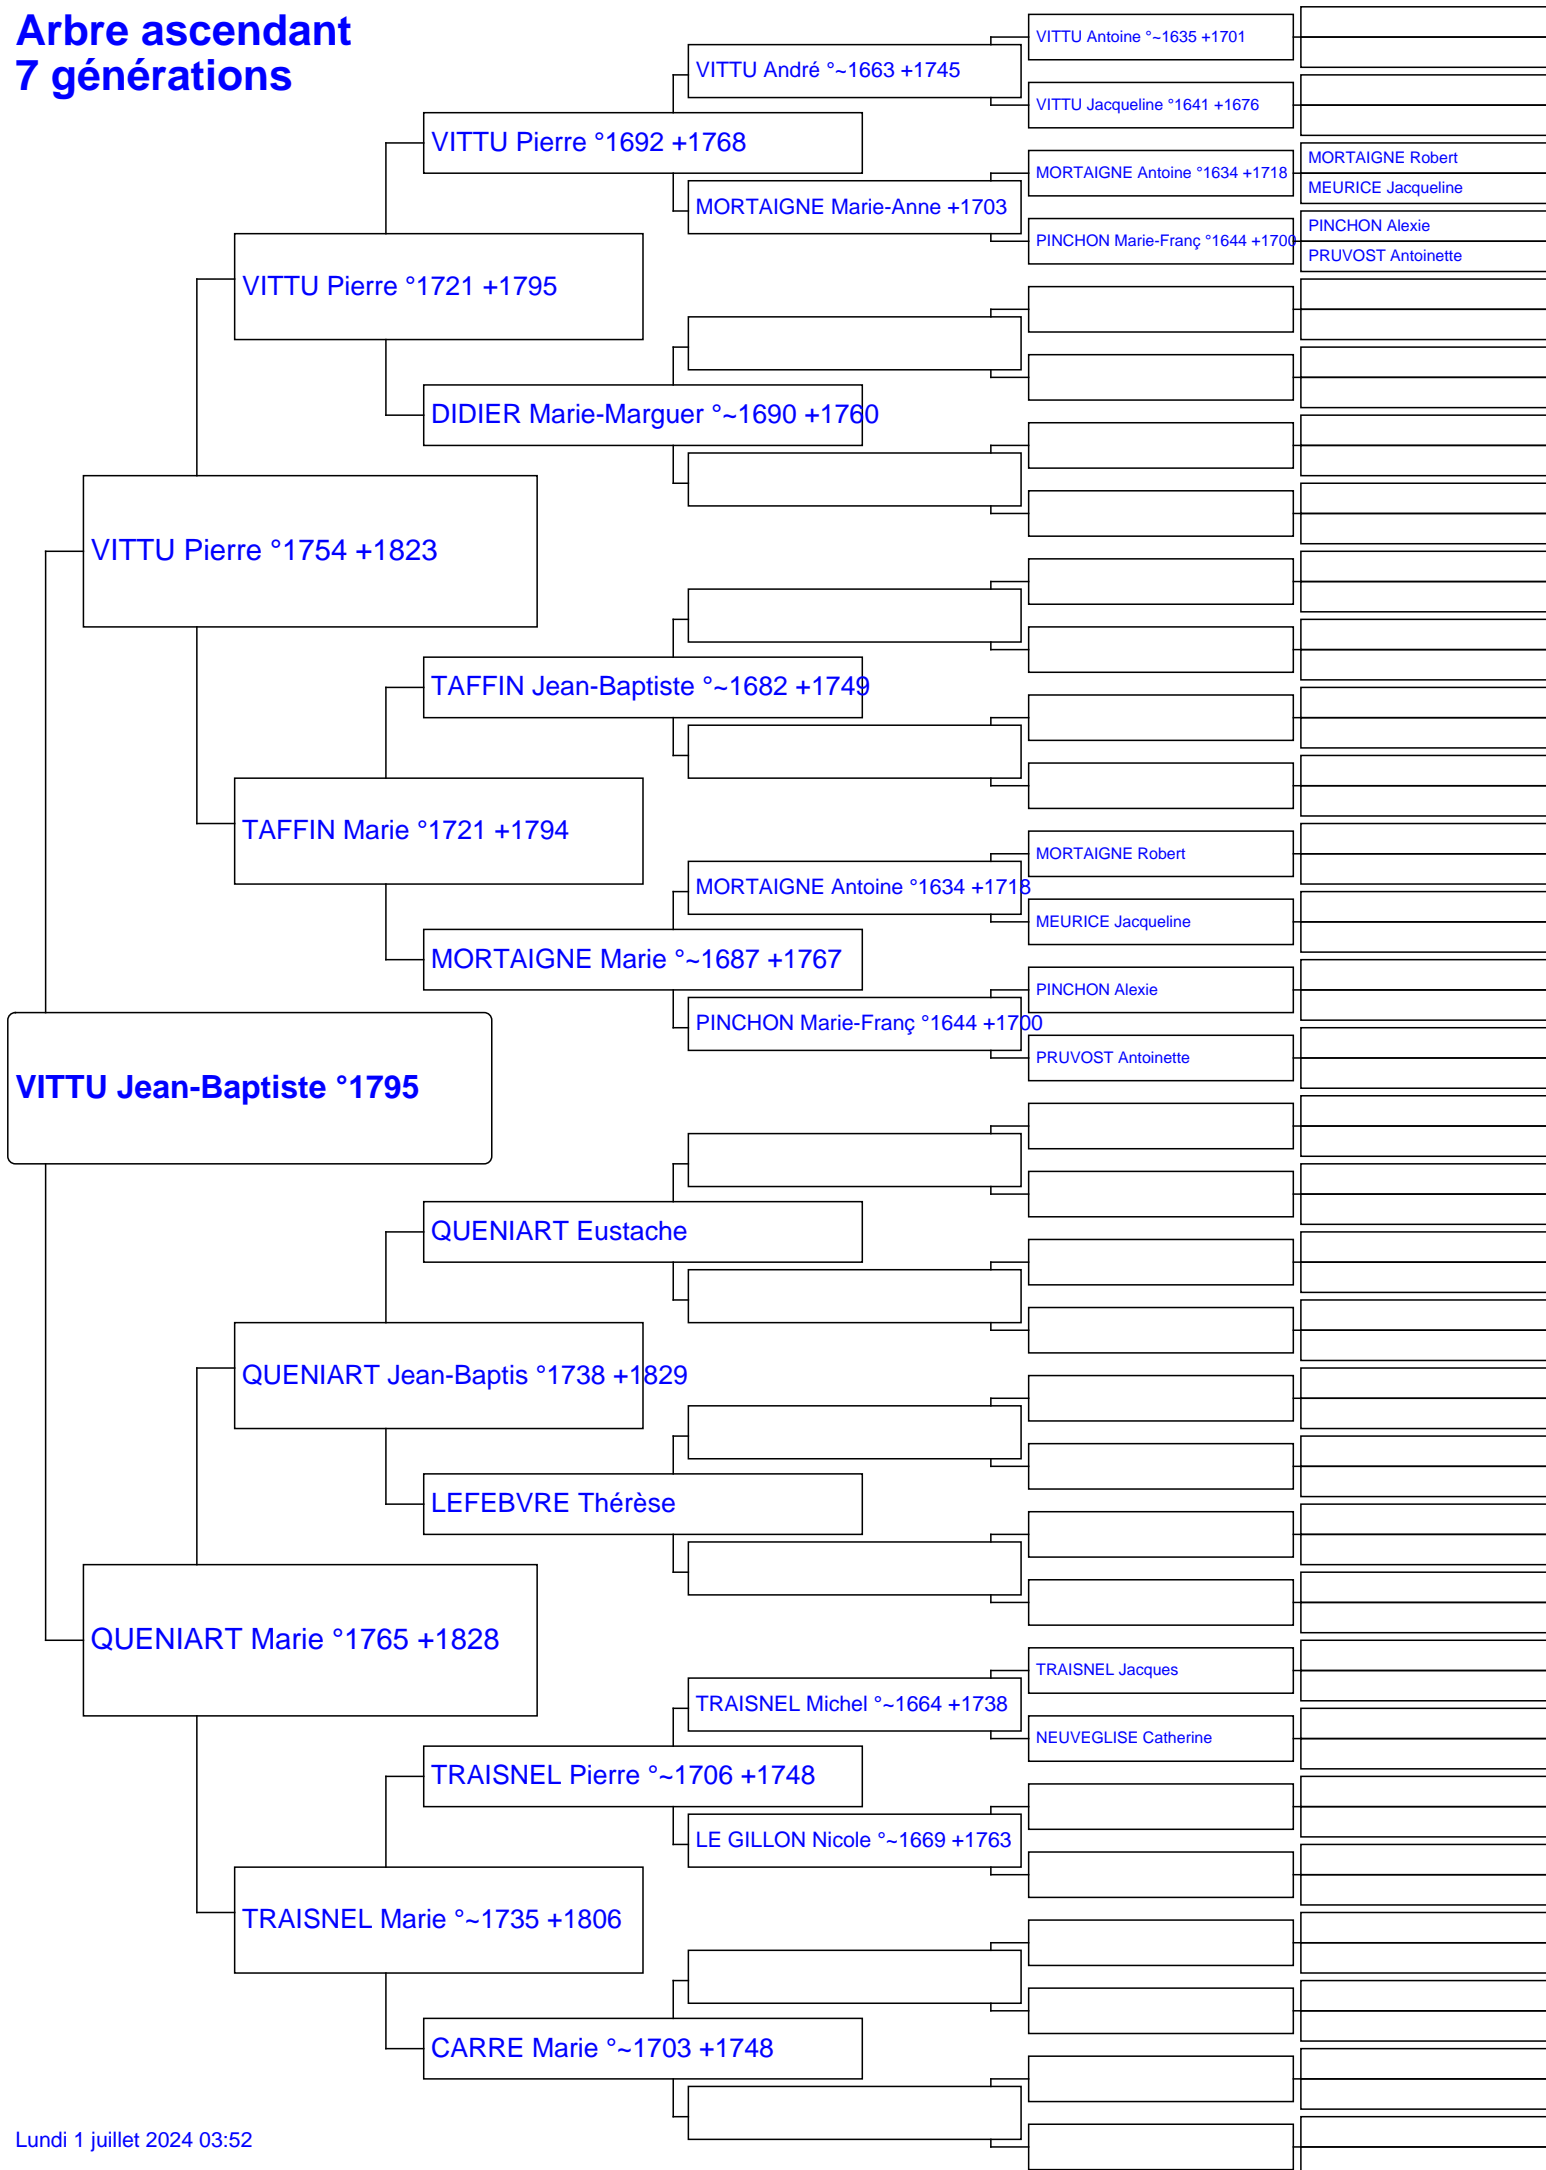 Arbre ascendant
7 générations
VITTU Antoine °~1635 +1701
VITTU André °~1663 +1745
VITTU Jacqueline °1641 +1676
VITTU Pierre °1692 +1768
MORTAIGNE Robert
MORTAIGNE Antoine °1634 +1718
MEURICE Jacqueline
MORTAIGNE Marie-Anne +1703
PINCHON Alexie
PINCHON Marie-Franç °1644 +1700
PRUVOST Antoinette
VITTU Pierre °1721 +1795
DIDIER Marie-Marguer °~1690 +1760
VITTU Pierre °1754 +1823
TAFFIN Jean-Baptiste °~1682 +1749
TAFFIN Marie °1721 +1794
MORTAIGNE Robert
MORTAIGNE Antoine °1634 +1718
MEURICE Jacqueline
MORTAIGNE Marie °~1687 +1767
PINCHON Alexie
PINCHON Marie-Franç °1644 +1700
PRUVOST Antoinette
VITTU Jean-Baptiste °1795
QUENIART Eustache
QUENIART Jean-Baptis °1738 +1829
LEFEBVRE Thérèse
QUENIART Marie °1765 +1828
TRAISNEL Jacques
TRAISNEL Michel °~1664 +1738
NEUVEGLISE Catherine
TRAISNEL Pierre °~1706 +1748
LE GILLON Nicole °~1669 +1763
TRAISNEL Marie °~1735 +1806
CARRE Marie °~1703 +1748
Lundi 1 juillet 2024 03:52